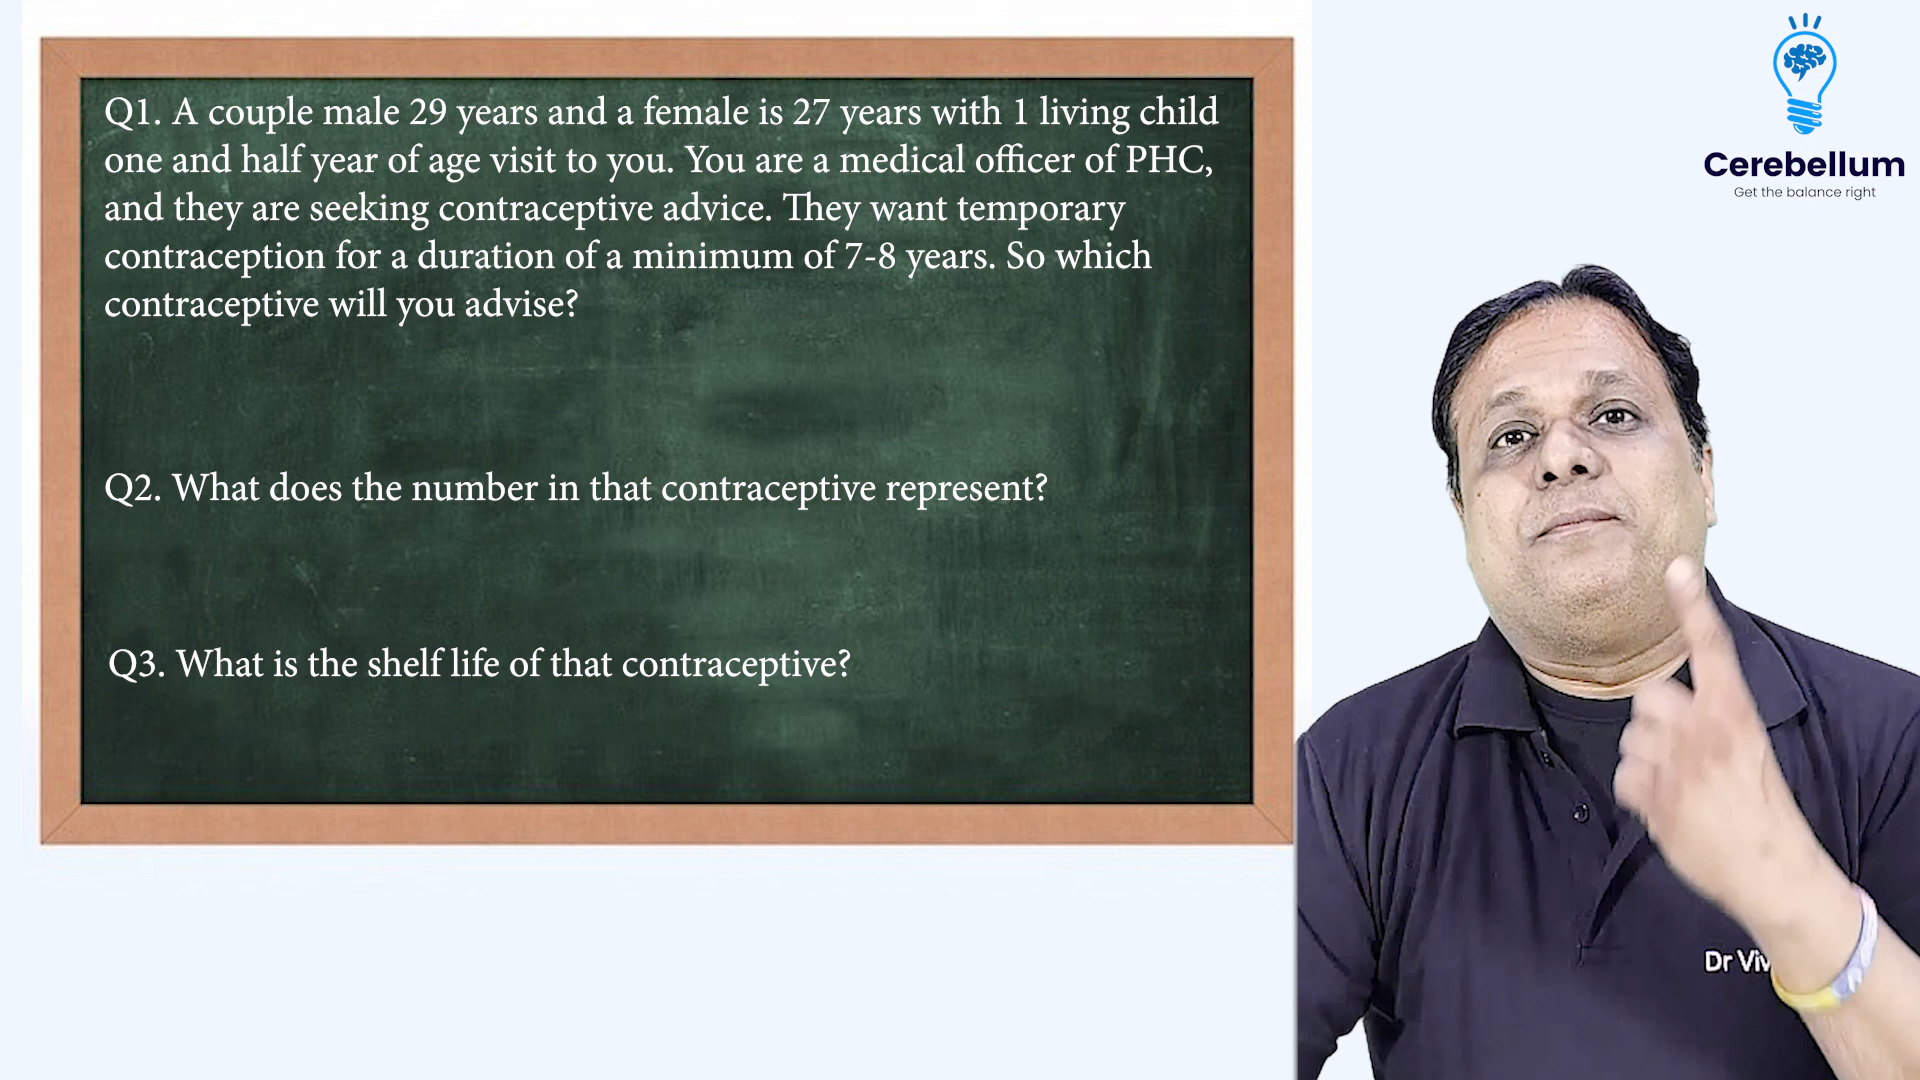 Q1. A couple male 29 years and a female is 27 years with 1 living child
one and half year of age visit to you. You are a medical officer of PHC,
and they are seeking contraceptive advice. They want temporary
contraception for a duration of a minimum of 7-8 years. So which
contraceptive will you advise?
Q2. What does the number in that contraceptive represent?
Q3. What is the shelf life of that contraceptive?
Cerebellum
Get the balance right
Dr Viv